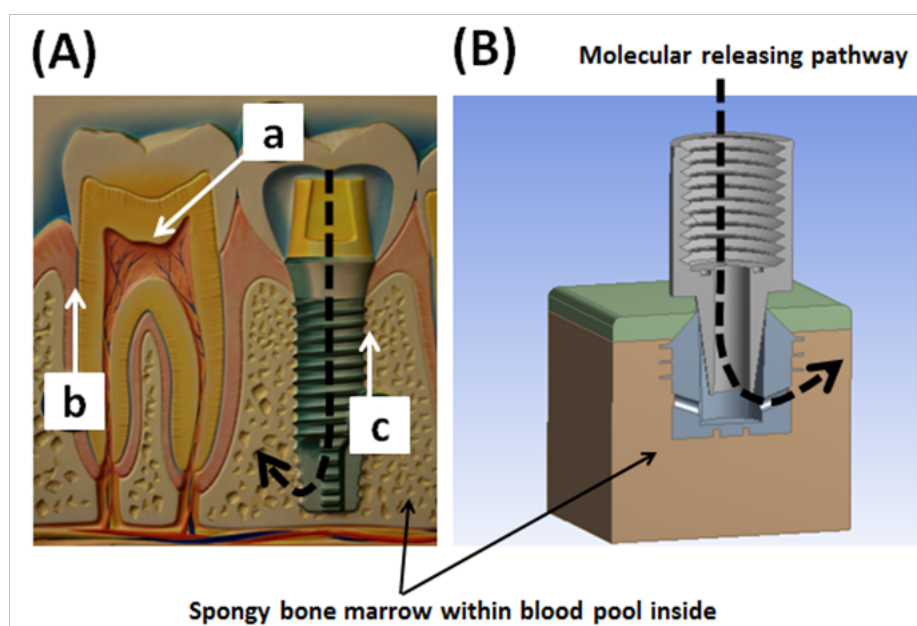 (A)
(B)
Molecular releasing pathway
a
b
c
Spongy bone marrow within blood pool inside